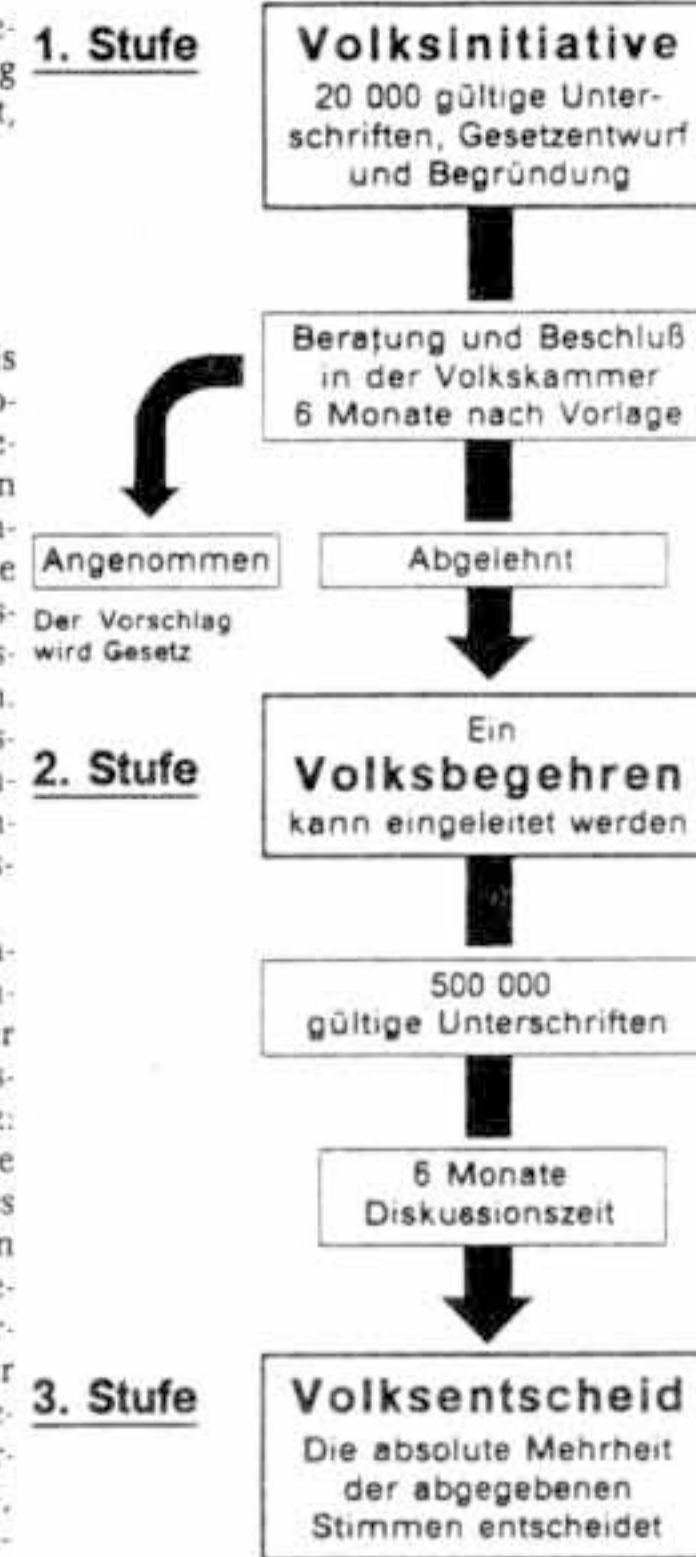 1. Stufe
Volksinitiative
20 000 gültige Unter-
schriften, Gesetzentwurf
und Begründung
Beratung und Beschluß
in der Volkskammer
6 Monate nach Vorlage
Angenommen
Abgelehnt
Der Vorschlag
wird Gesetz
2. Stufe
Ein
Volksbegehren
kann eingeleitet werden
500 000
gültige Unterschriften
6 Monate
Diskussionszeit
3. Stufe
Volksentscheid
Die absolute Mehrheit
der abgegebenen
Stimmen entscheidet